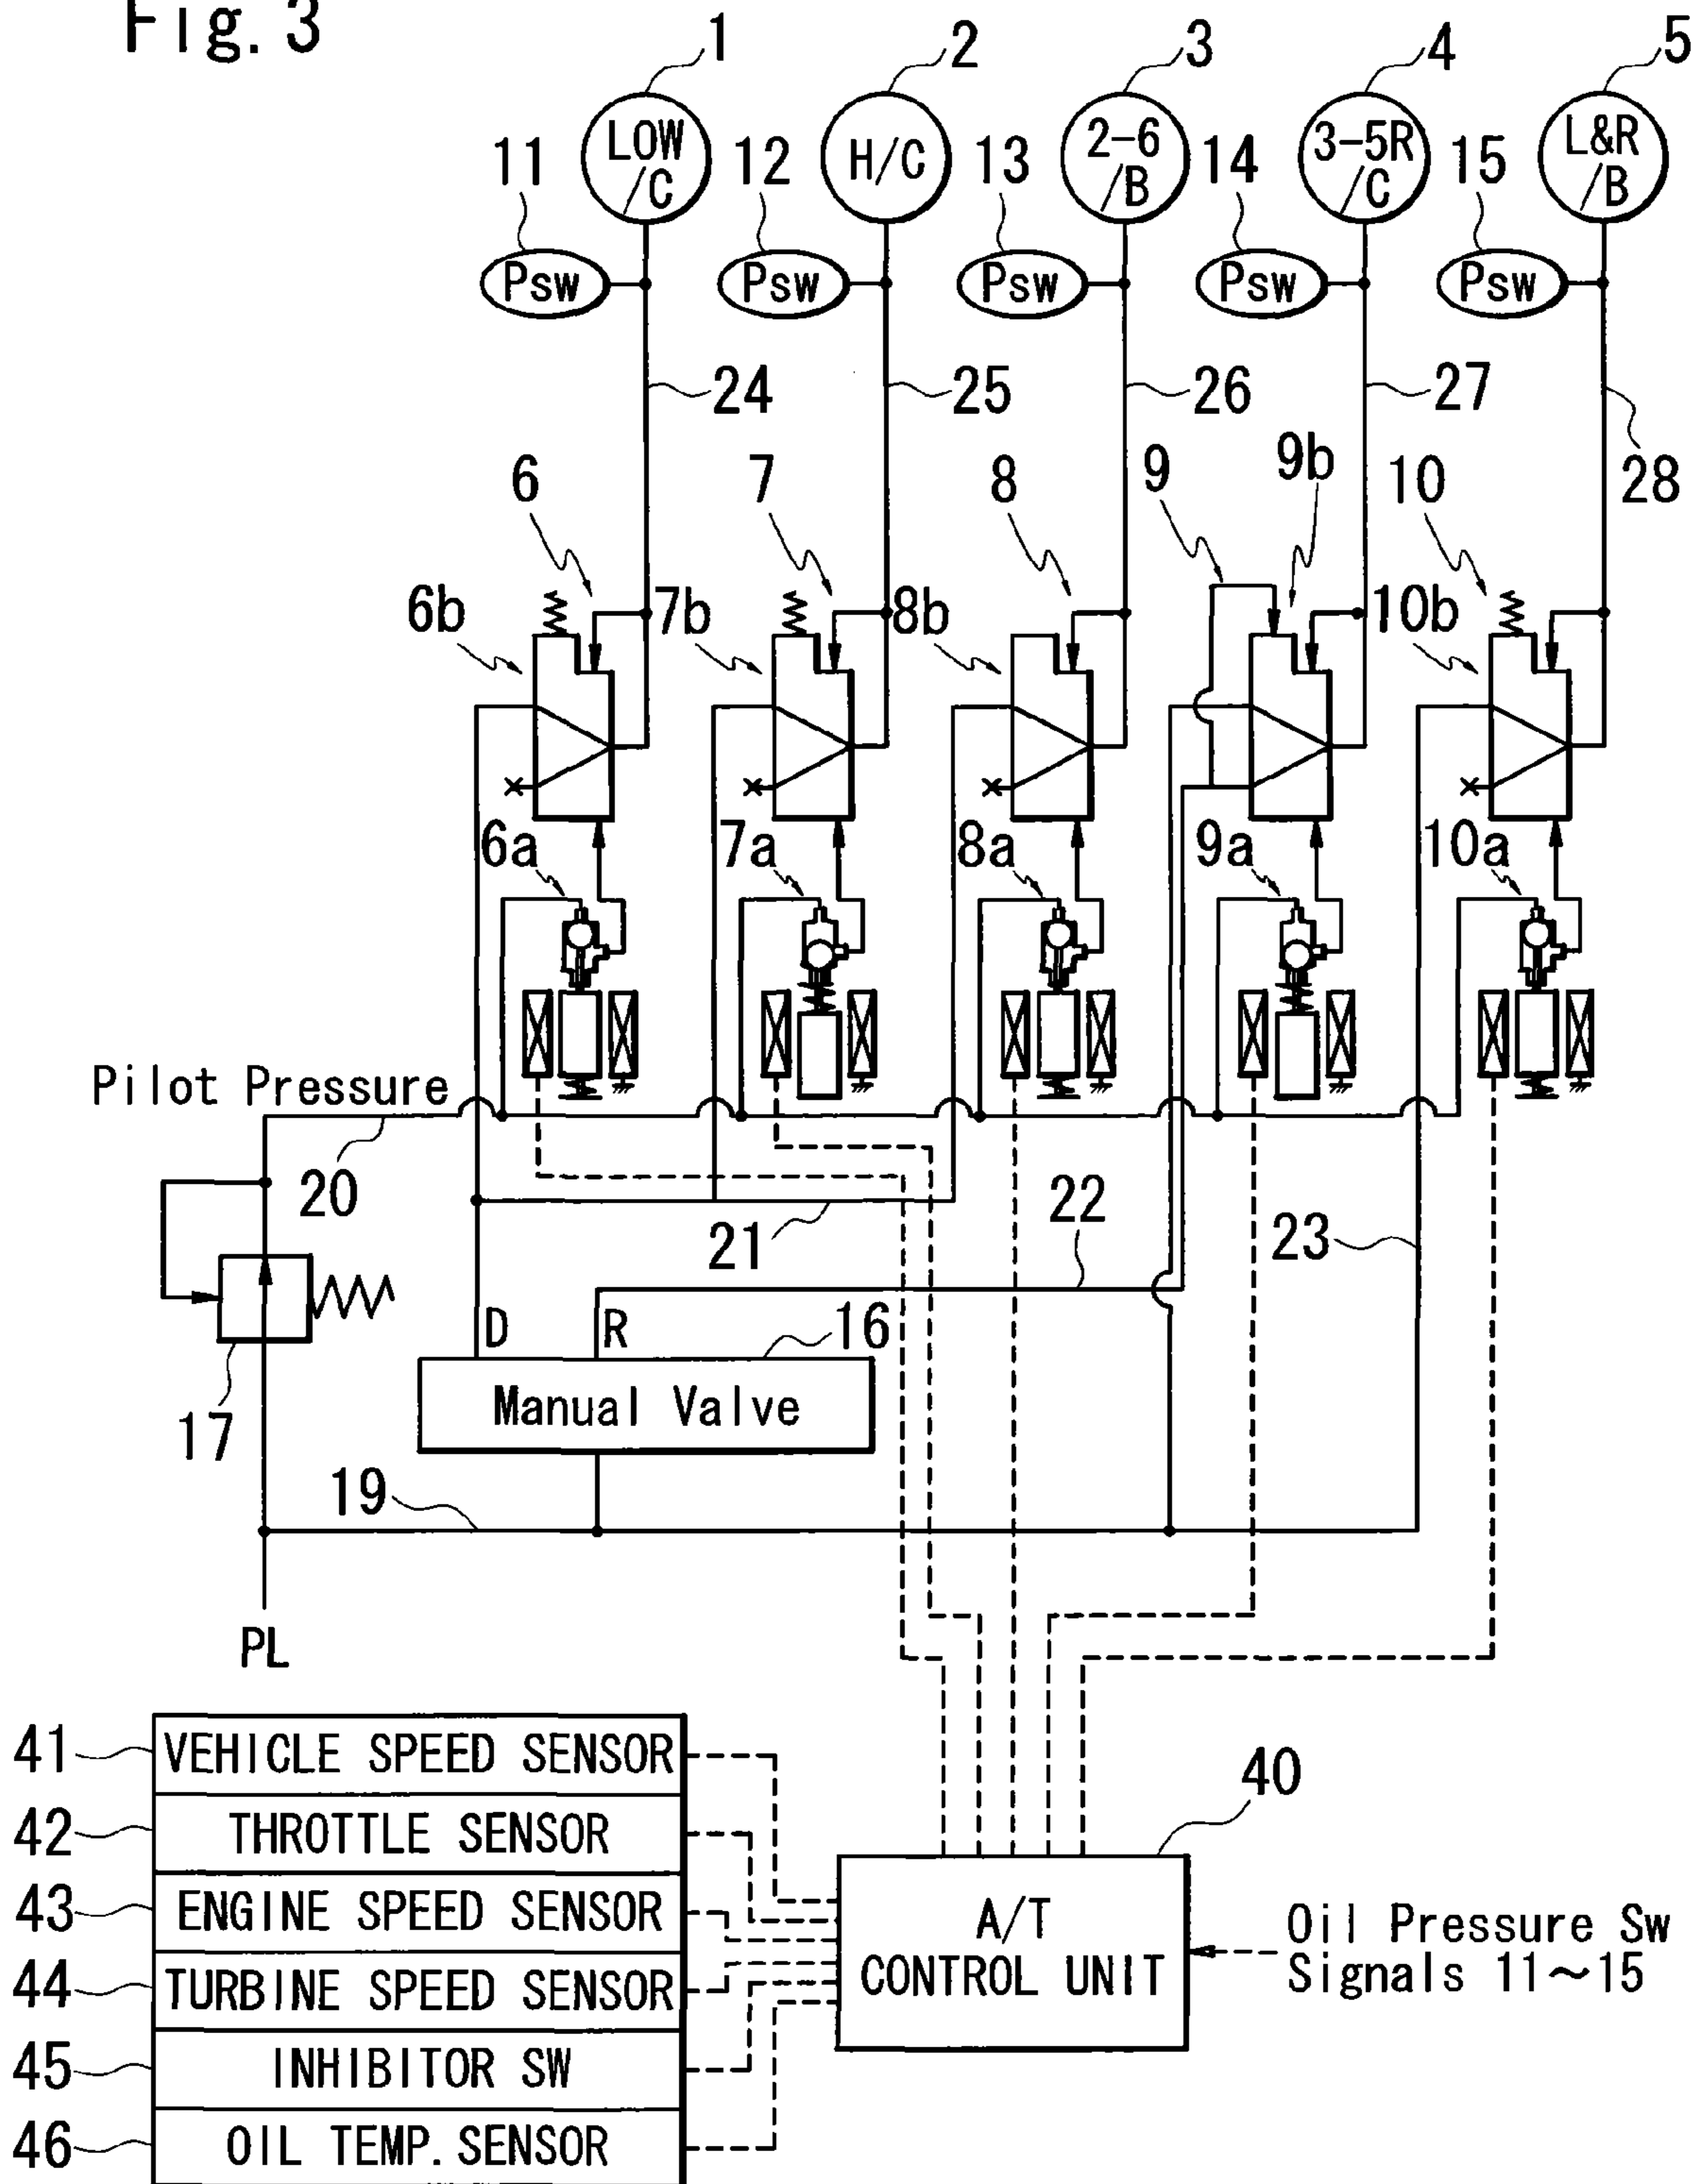 Fig. 3
1 2 3 4 5
LOW/C H/C 2-6/B 3-5R/C L&R/B
11 12 13 14 15
Psw Psw Psw Psw Psw
24 25 26 27 28
6 7 8 9 9b 10
6b 7b 8b 10b
6a 7a 8a 9a 10a
Pilot Pressure
20 21 22 23
D R 16
Manual Valve
17
19
PL
41 VEHICLE SPEED SENSOR
42 THROTTLE SENSOR
43 ENGINE SPEED SENSOR
44 TURBINE SPEED SENSOR
45 INHIBITOR SW
46 OIL TEMP. SENSOR
40
A/T
CONTROL UNIT
Oil Pressure Sw
Signals 11~15